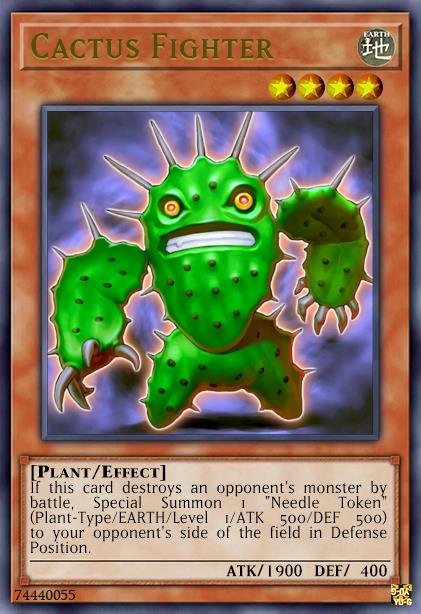 CACTUS FIGHTER
EARTH
地
[PLANT/EFFECT]
If this card destroys an opponent's monster by
battle, Special Summon 1 "Needle Token"
(Plant-Type/EARTH/Level 1/ATK 500/DEF 500)
to your opponent's side of the field in Defense
Position.
ATK/1900 DEF/ 400
74440055